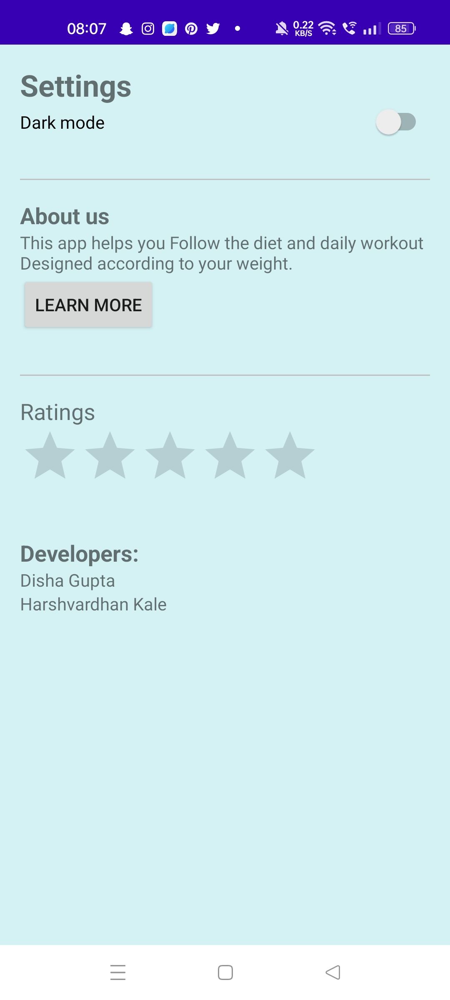 08:07 0.22 KB/S 85
Settings
Dark mode
About us
This app helps you Follow the diet and daily workout
Designed according to your weight.
LEARN MORE
Ratings
Developers:
Disha Gupta
Harshvardhan Kale